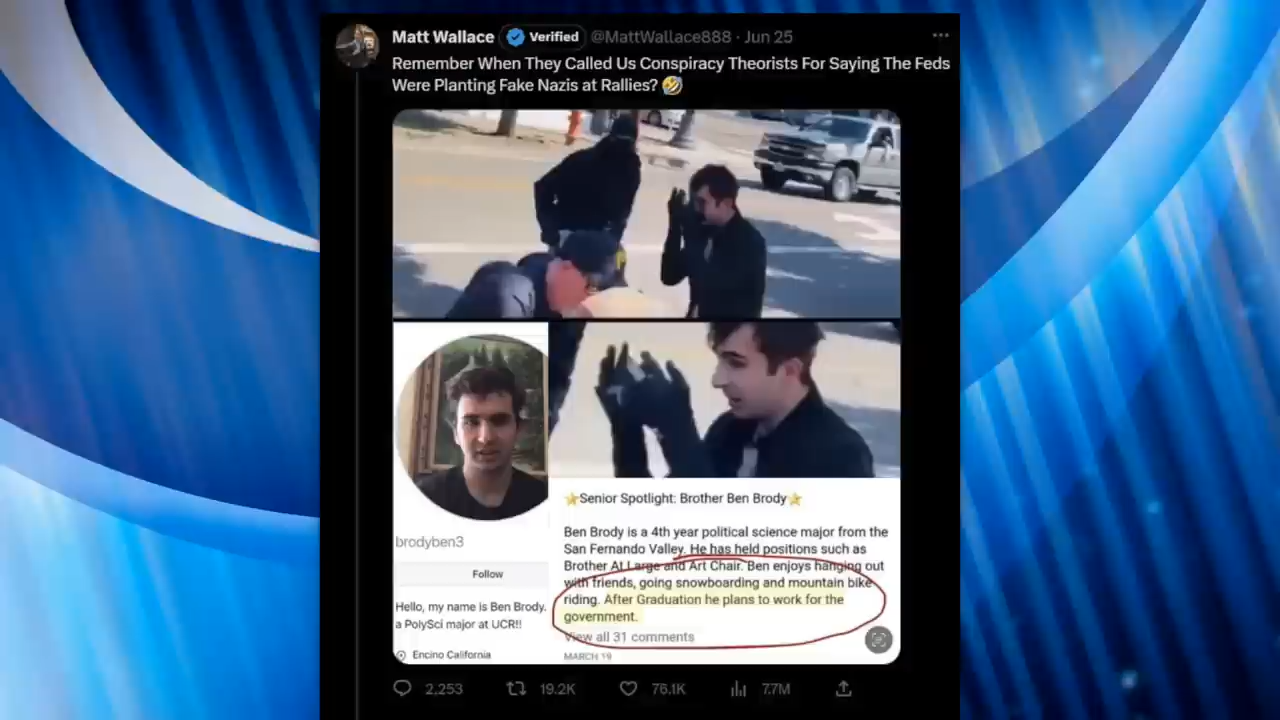 Matt Wallace Verified @MattWallace888 · Jun 25
Remember When They Called Us Conspiracy Theorists For Saying The Feds
Were Planting Fake Nazis at Rallies? 🤣
brodyben3
Follow
Hello, my name is Ben Brody.
a PolySci major at UCR!!
Encino California
⭐Senior Spotlight: Brother Ben Brody⭐
Ben Brody is a 4th year political science major from the
San Fernando Valley. He has held positions such as
Brother At Large and Art Chair. Ben enjoys hanging out
with friends, going snowboarding and mountain bike
riding. After Graduation he plans to work for the
government.
View all 31 comments
MARCH 19
2,253 19.2K 76.1K 7.7M